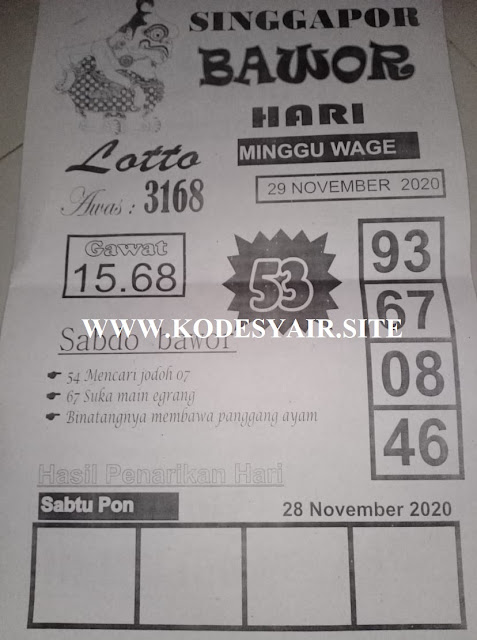 SINGGAPOR
BAWOR
HARI
MINGGU WAGE
29 NOVEMBER 2020
Lotto
Awas : 3168
Gawat
15.68
53
93
67
08
46
WWW.KODESYAIR.SITE
Sabdo bawor
54 Mencari jodoh 07
67 Suka main egrang
Binatangnya membawa panggang ayam
Hasil Penarikan Hari
Sabtu Pon
28 November 2020